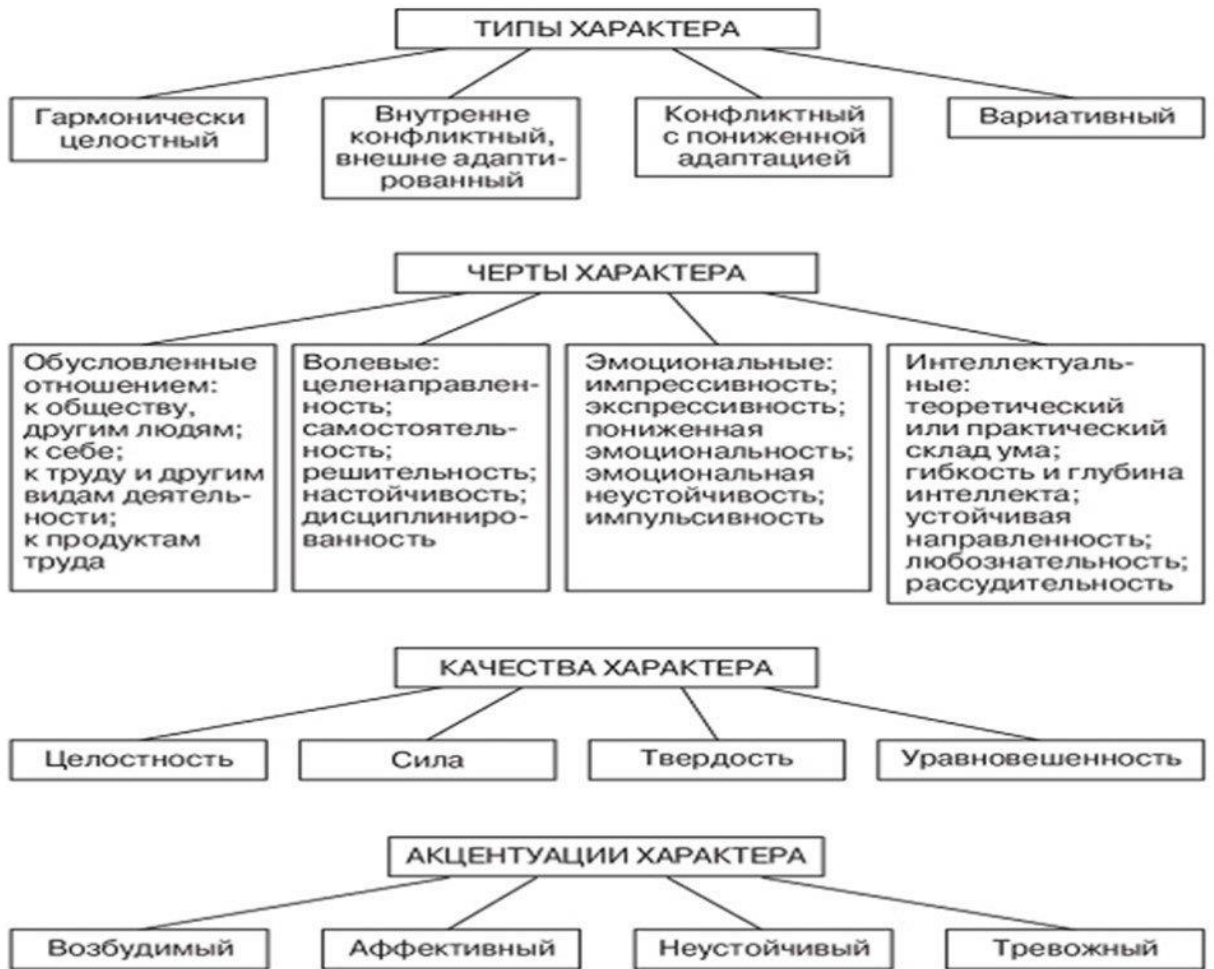 ТИПЫ ХАРАКТЕРА
Гармонически
целостный
Внутренне
конфликтный,
внешне адапти-
рованный
Конфликтный
с пониженной
адаптацией
Вариативный
ЧЕРТЫ ХАРАКТЕРА
Обусловленные
отношением:
к обществу,
другим людям;
к себе;
к труду и другим
видам деятель-
ности;
к продуктам
труда
Волевые:
целенаправлен-
ность;
самостоятель-
ность;
решительность;
настойчивость;
дисциплиниро-
ванность
Эмоциональные:
импрессивность;
экспрессивность;
пониженная
эмоциональность;
эмоциональная
неустойчивость;
импульсивность
Интеллектуаль-
ные:
теоретический
или практический
склад ума;
гибкость и глубина
интеллекта;
устойчивая
направленность;
любознательность;
рассудительность
КАЧЕСТВА ХАРАКТЕРА
Целостность
Сила
Твердость
Уравновешенность
АКЦЕНТУАЦИИ ХАРАКТЕРА
Возбудимый
Аффективный
Неустойчивый
Тревожный